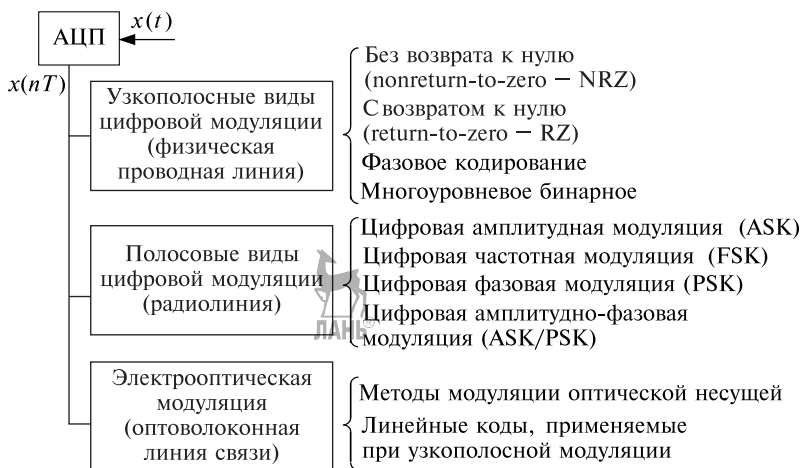 АЦП
x(t)
x(nT)
Узкополосные виды
цифровой модуляции
(физическая
проводная линия)
Без возврата к нулю
(nonreturn-to-zero – NRZ)
С возвратом к нулю
(return-to-zero – RZ)
Фазовое кодирование
Многоуровневое бинарное
Полосовые виды
цифровой модуляции
(радиолиния)
Цифровая амплитудная модуляция (ASK)
Цифровая частотная модуляция (FSK)
Цифровая фазовая модуляция (PSK)
Цифровая амплитудно-фазовая
модуляция (ASK/PSK)
ЛАНЬ®
Электрооптическая
модуляция
(оптоволоконная
линия связи)
Методы модуляции оптической несущей
Линейные коды, применяемые
при узкополосной модуляции